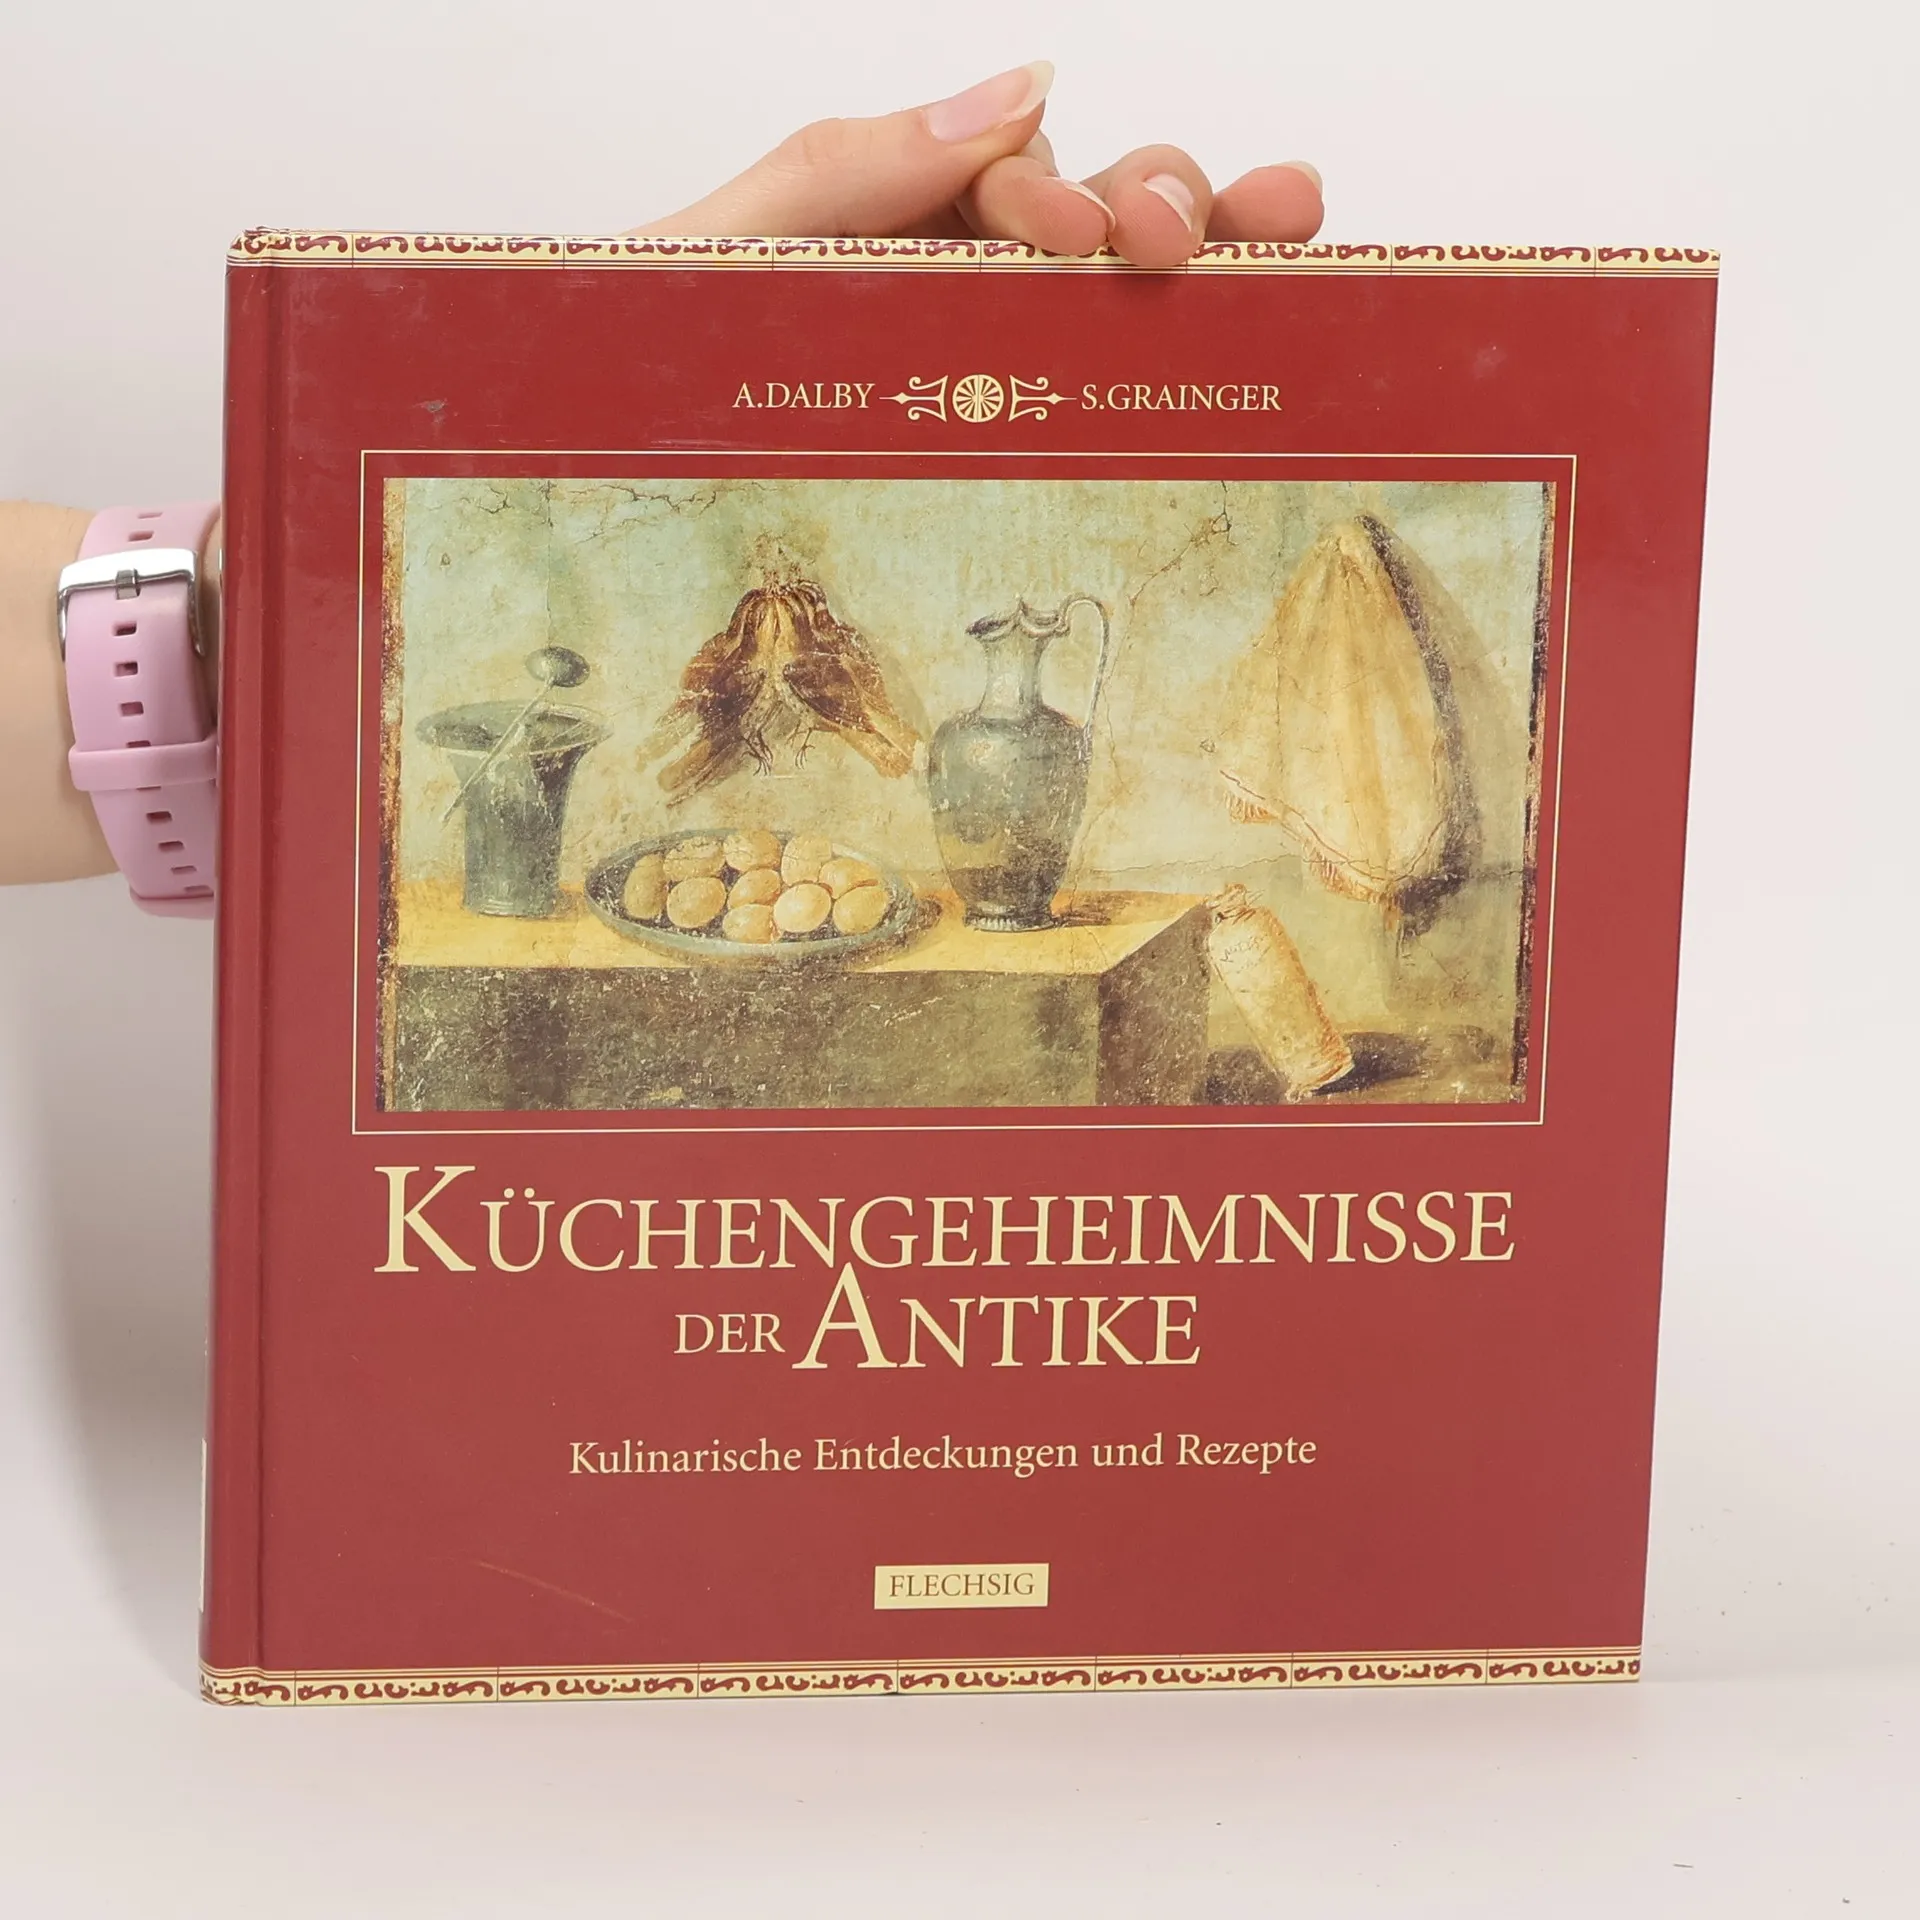 A.DALBY S.GRAINGER
KÜCHENGEHEIMNISSE
DER ANTIKE
Kulinarische Entdeckungen und Rezepte
FLECHSIG